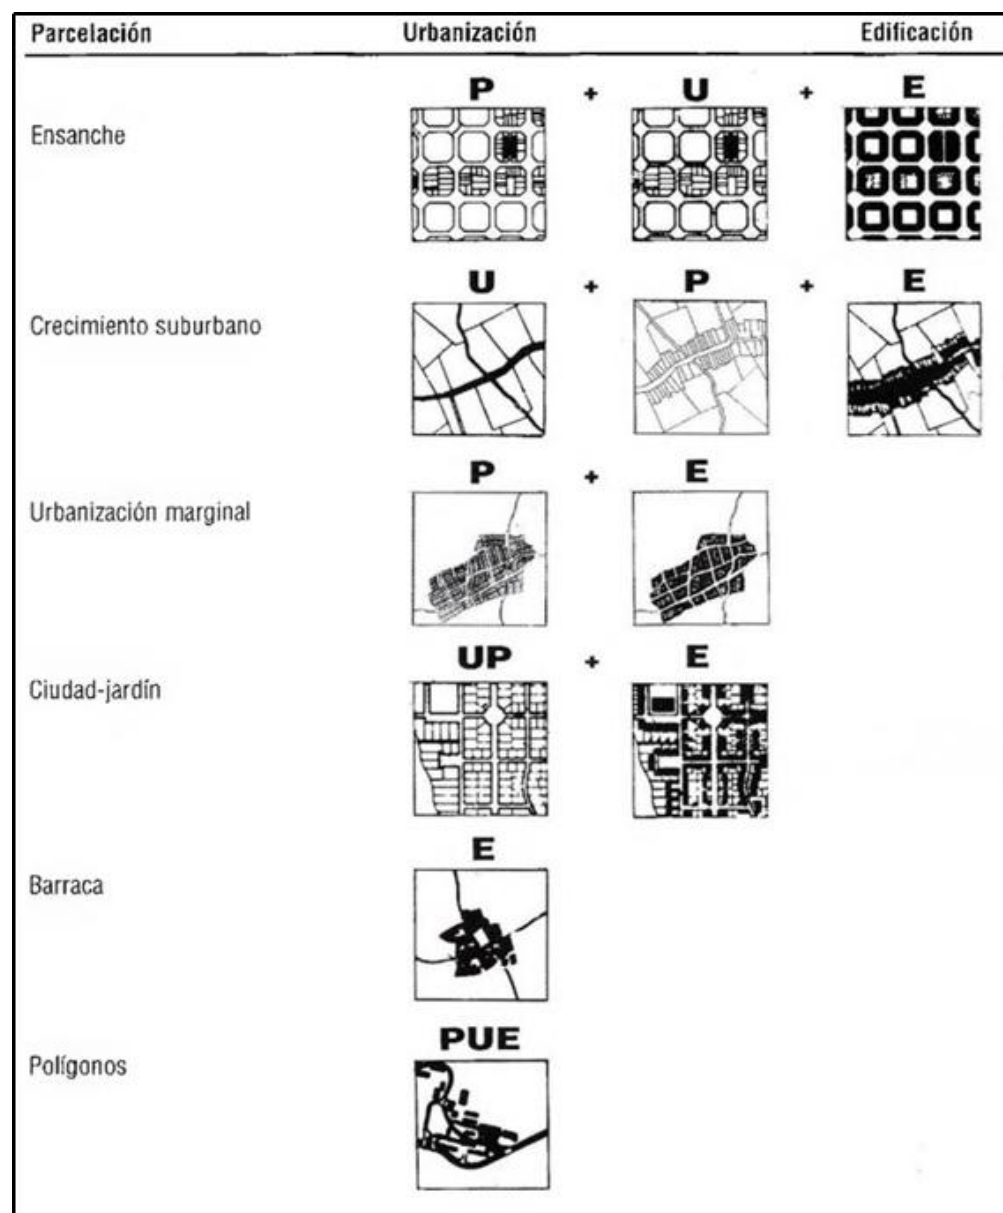 Parcelación Urbanización Edificación
P + U + E
Ensanche
U + P + E
Crecimiento suburbano
P + E
Urbanización marginal
UP + E
Ciudad-jardín
E
Barraca
PUE
Polígonos